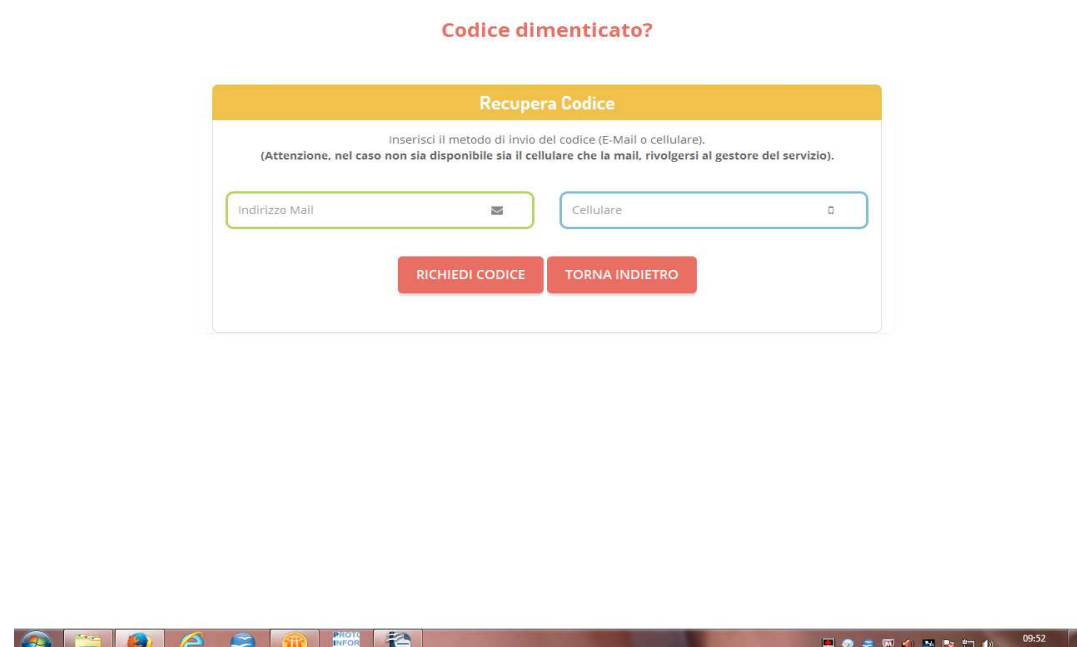 Codice dimenticato?
Recupera Codice
Inserisci il metodo di invio del codice (E-Mail o cellulare).
(Attenzione, nel caso non sia disponibile sia il cellulare che la mail, rivolgersi al gestore del servizio).
Indirizzo Mail
Cellulare
RICHIEDI CODICE
TORNA INDIETRO
PROTO
INFOR
09:52